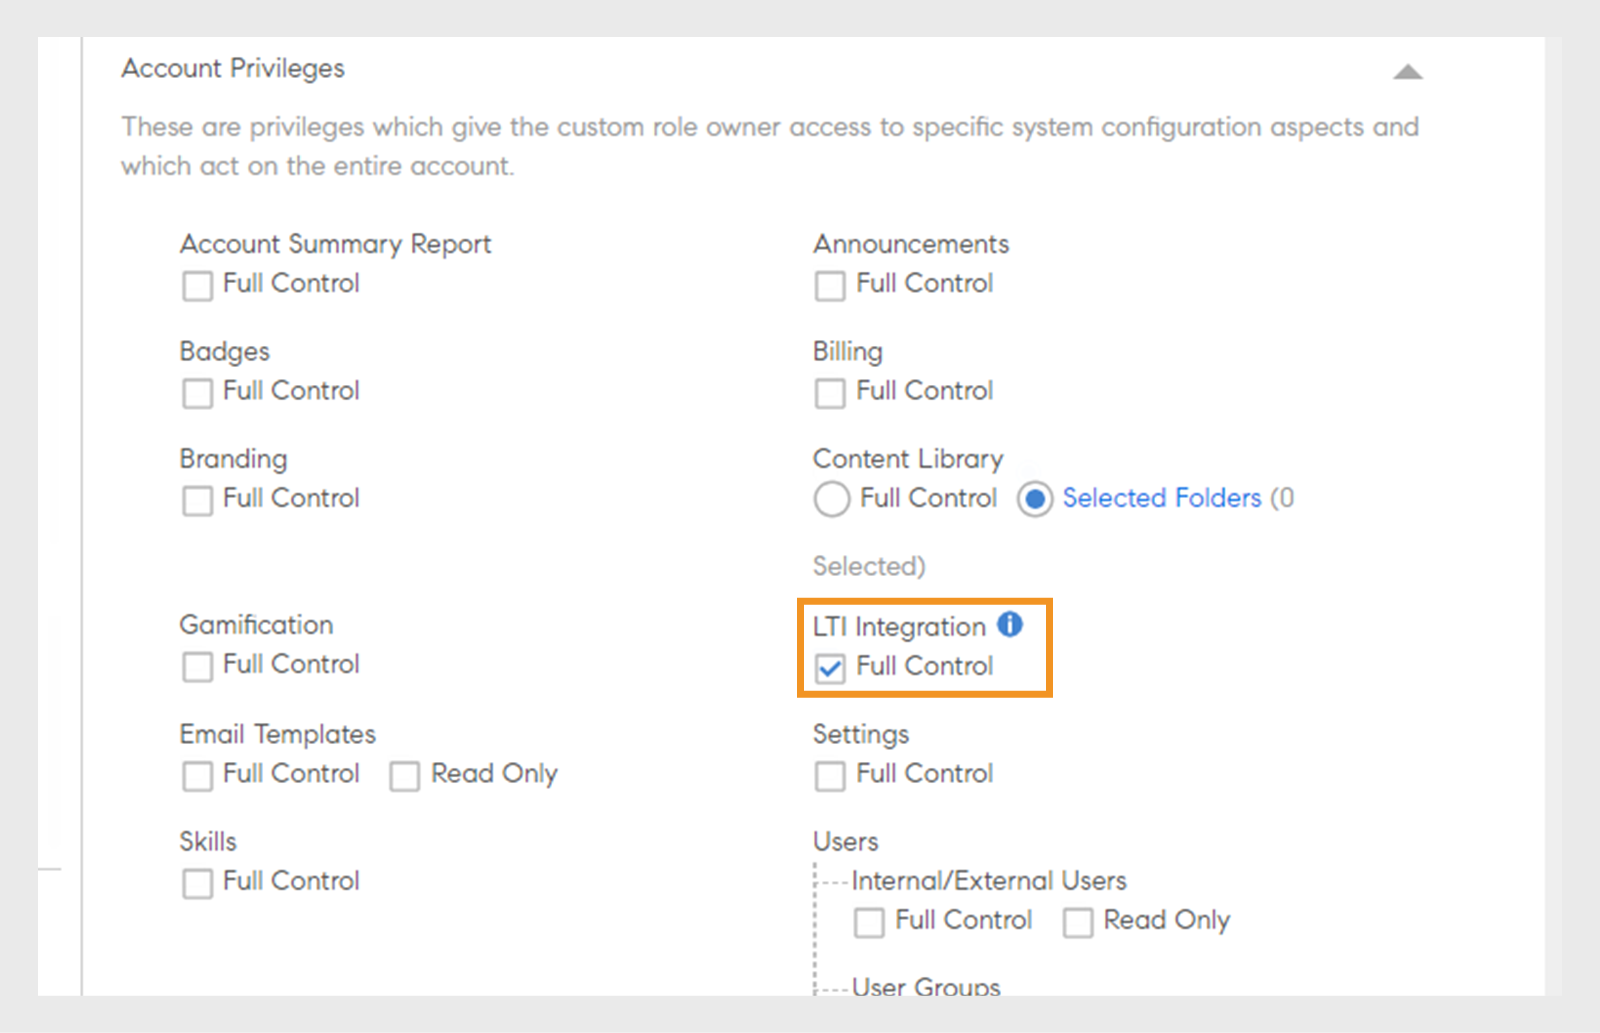 Account Privileges
These are privileges which give the custom role owner access to specific system configuration aspects and
which act on the entire account.
Account Summary Report
Full Control
Announcements
Full Control
Badges
Full Control
Billing
Full Control
Branding
Full Control
Content Library
Full Control Selected Folders (0
Selected)
Gamification
Full Control
LTI Integration
Full Control
Email Templates
Full Control Read Only
Settings
Full Control
Skills
Full Control
Users
Internal/External Users
Full Control Read Only
User Groups